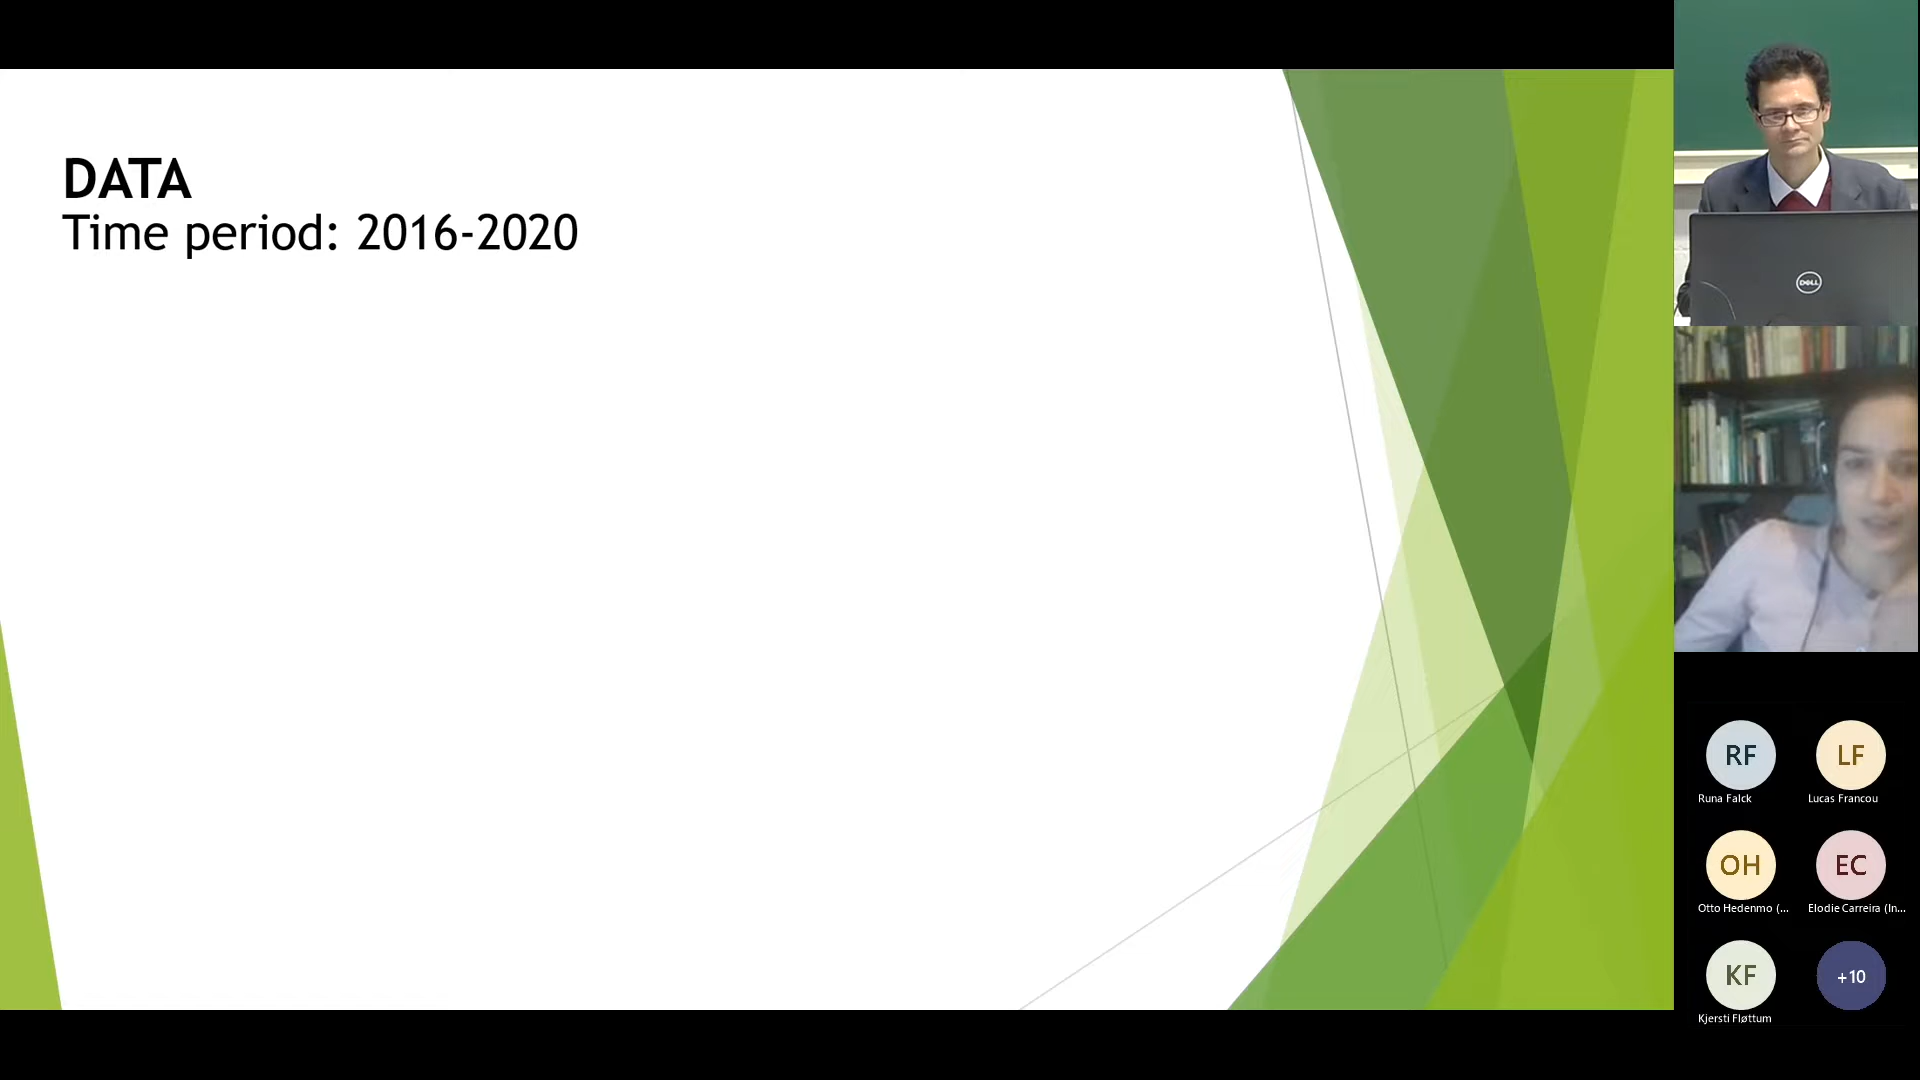 DATA
Time period: 2016-2020
DELL
RF
LF
Runa Falck
Lucas Francou
OH
EC
Otto Hedenmo (...
Elodie Carreira (In...
KF
+10
Kjersti Fløttum